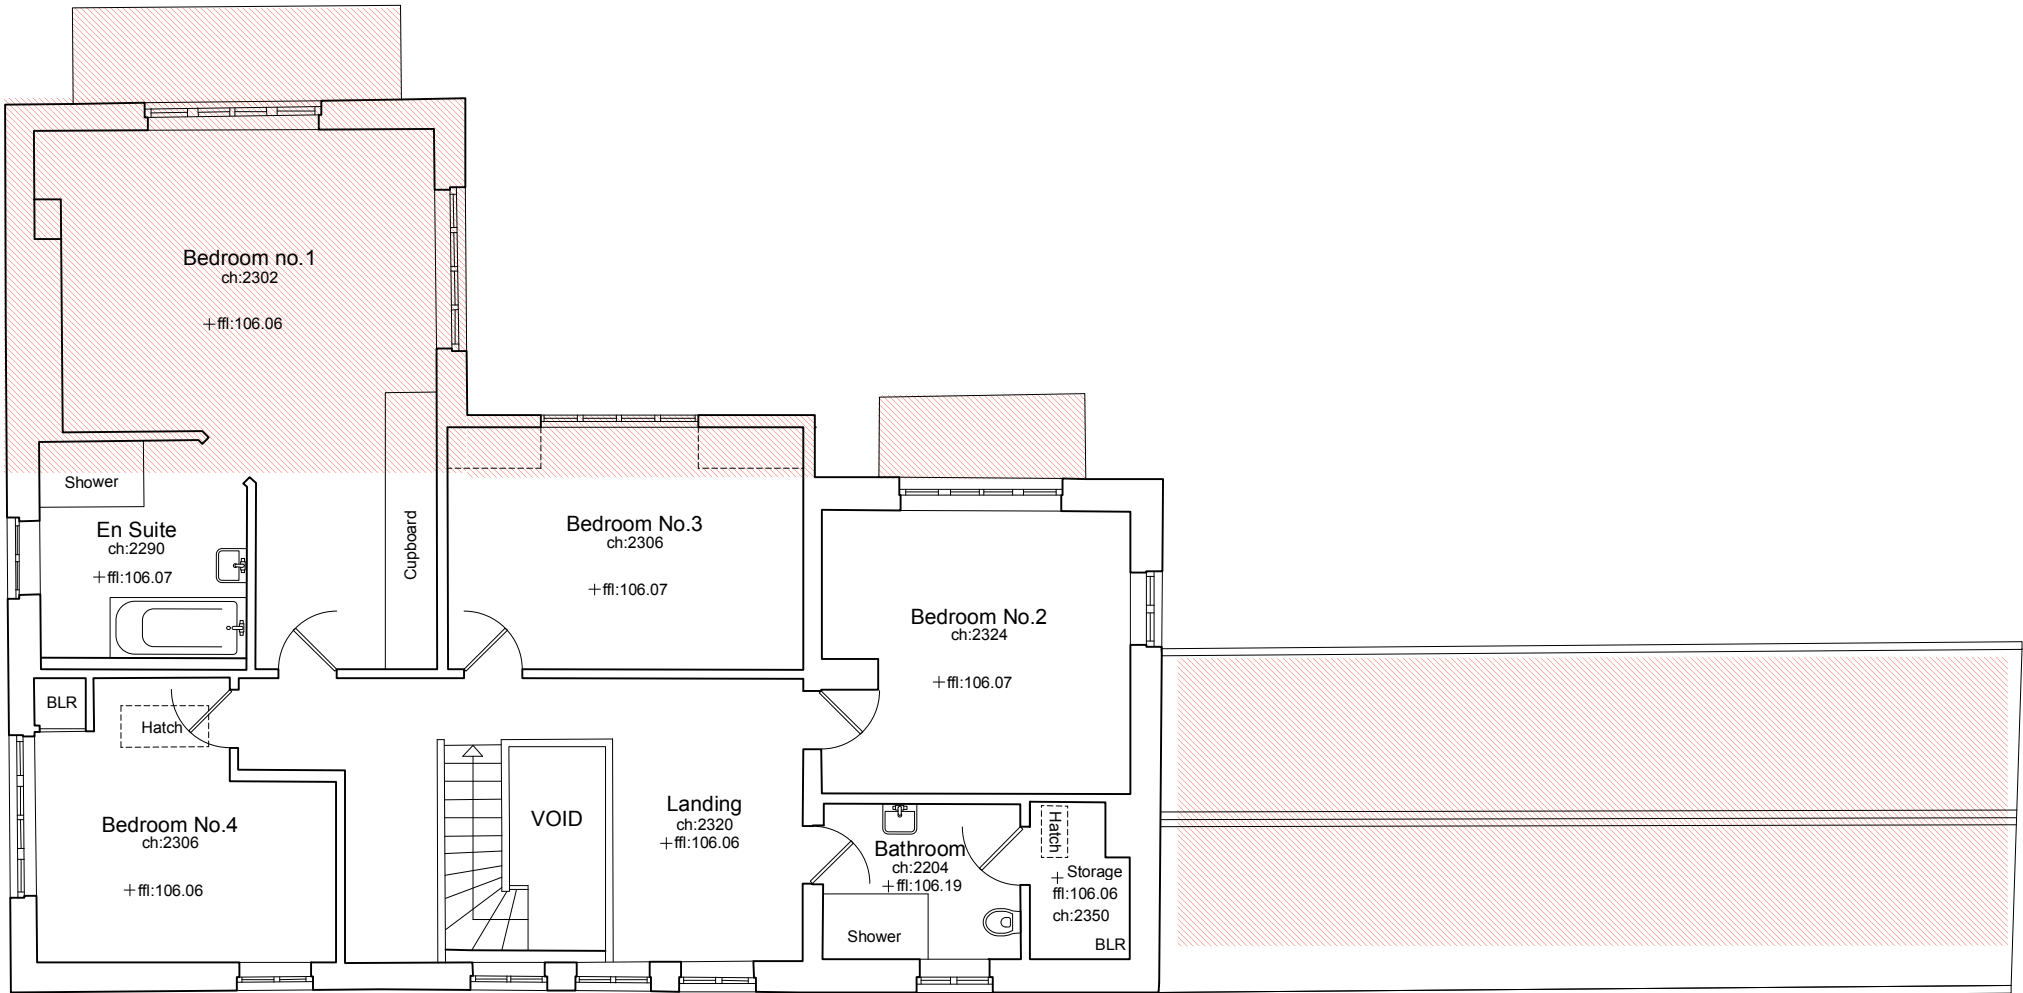 Bedroom no.1
ch:2302
+ffl:106.06
Shower
En Suite
ch:2290
+ffl:106.07
Cupboard
Bedroom No.3
ch:2306
+ffl:106.07
Bedroom No.2
ch:2324
+ffl:106.07
BLR
Hatch
Bedroom No.4
ch:2306
+ffl:106.06
VOID
Landing
ch:2320
+ffl:106.06
Bathroom
ch:2204
+ffl:106.19
Shower
Hatch
+Storage
ffl:106.06
ch:2350
BLR